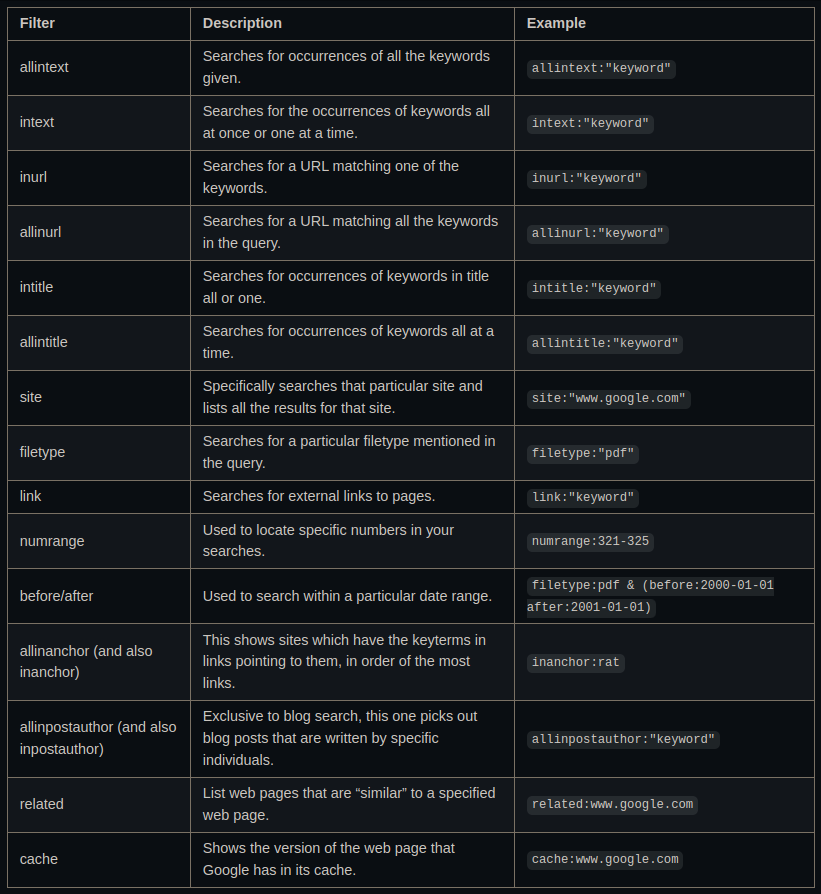 Filter Description Example
allintext
Searches for occurrences of all the keywords
given.
allintext:"keyword"
intext
Searches for the occurrences of keywords all
at once or one at a time.
intext:"keyword"
inurl
Searches for a URL matching one of the
keywords.
inurl:"keyword"
allinurl
Searches for a URL matching all the keywords
in the query.
allinurl:"keyword"
intitle
Searches for occurrences of keywords in title
all or one.
intitle:"keyword"
allintitle
Searches for occurrences of keywords all at a
time.
allintitle:"keyword"
site
Specifically searches that particular site and
lists all the results for that site.
site:"www.google.com"
filetype
Searches for a particular filetype mentioned in
the query.
filetype:"pdf"
link
Searches for external links to pages.
link:"keyword"
numrange
Used to locate specific numbers in your
searches.
numrange:321-325
before/after
Used to search within a particular date range.
filetype:pdf & (before:2000-01-01
after:2001-01-01)
allinanchor (and also
inanchor)
This shows sites which have the keyterms in
links pointing to them, in order of the most
links.
inanchor:rat
allinpostauthor (and also
inpostauthor)
Exclusive to blog search, this one picks out
blog posts that are written by specific
individuals.
allinpostauthor:"keyword"
related
List web pages that are “similar” to a specified
web page.
related:www.google.com
cache
Shows the version of the web page that
Google has in its cache.
cache:www.google.com